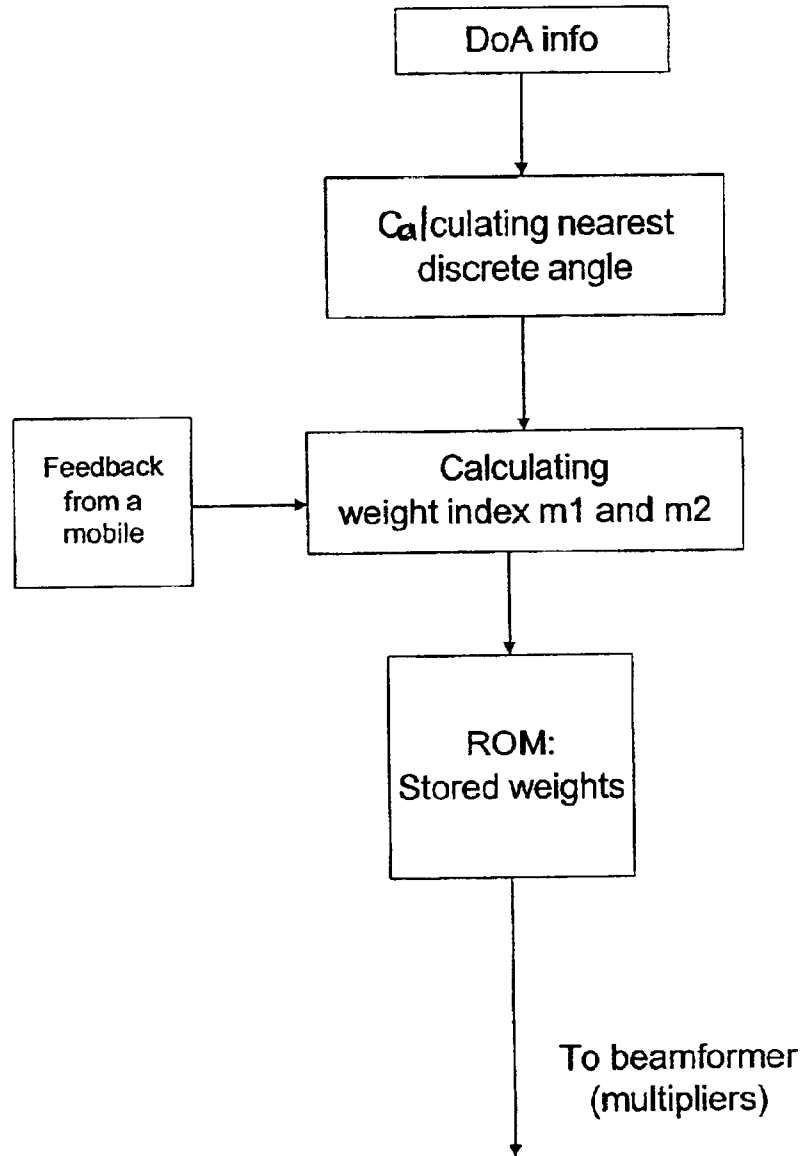 DoA info
Calculating nearest
discrete angle
Feedback
from a
mobile
Calculating
weight index m1 and m2
ROM:
Stored weights
To beamformer
(multipliers)